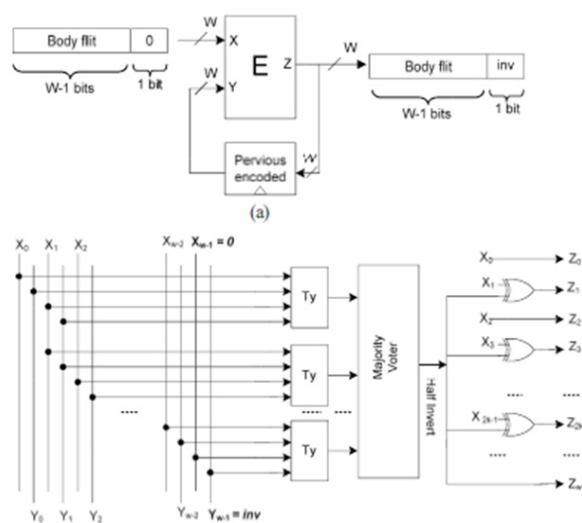 Body flit 0
W-1 bits 1 bit
W
X
W
Y
E
Z
W
W
Pervious
encoded
Body flit inv
W-1 bits 1 bit
(a)
X0 X1 X2 Xw-2 Xw-1 = 0
Ty
Ty
Ty
Majority
Voter
Half Invert
X0 Z0
X1 Z1
X2 Z2
X3 Z3
X2k-1
Y0 Y1 Y2 Yw-2 Yw-1 = inv